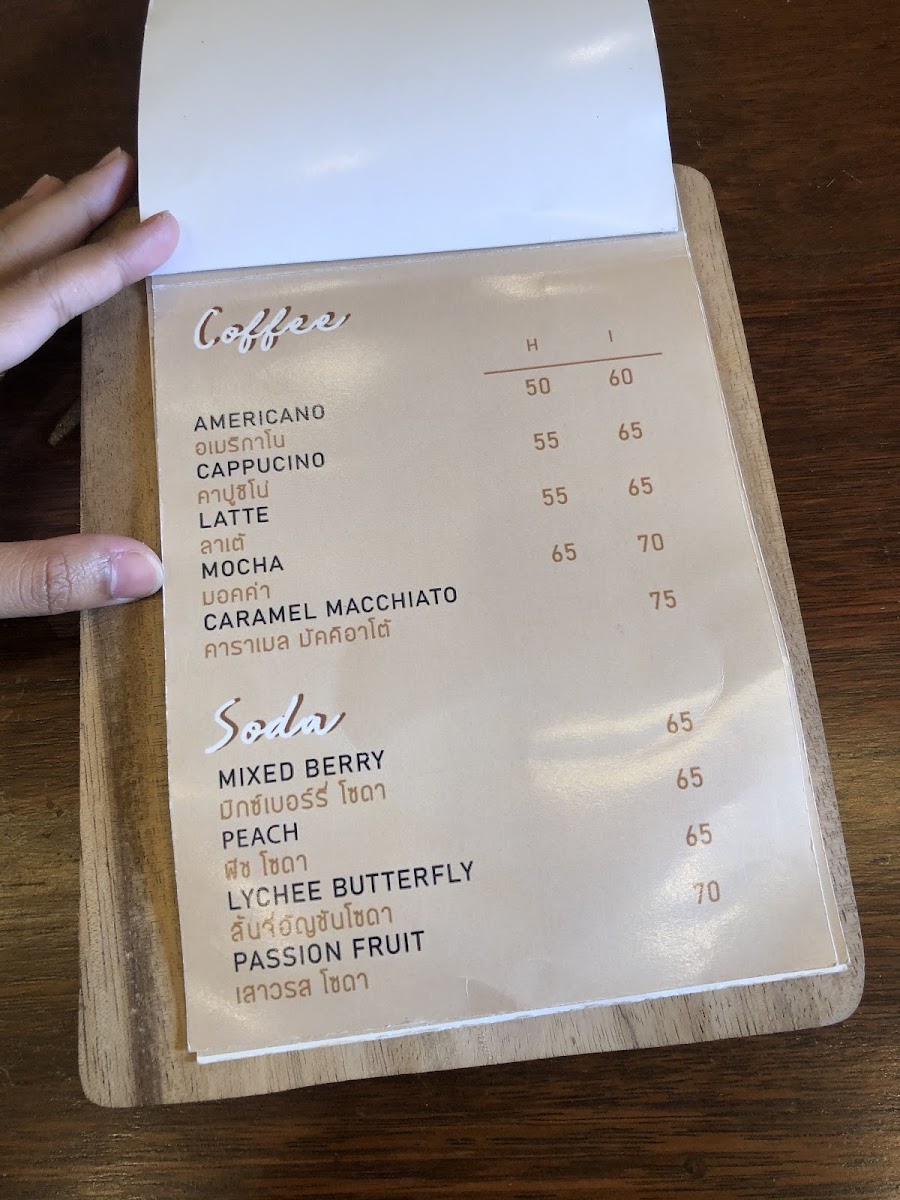 Coffee
H I
AMERICANO 50 60
อเมริกาโน
CAPPUCINO 55 65
คาปูชิโน่
LATTE 55 65
ลาเต้
MOCHA 65 70
มอคค่า
CARAMEL MACCHIATO 75
คาราเมล มัคคิอาโต้
Soda
MIXED BERRY 65
มิกซ์เบอร์รี่ โซดา
PEACH 65
พีช โซดา
LYCHEE BUTTERFLY 65
ลิ้นจี่อัญชันโซดา
PASSION FRUIT 70
เสาวรส โซดา